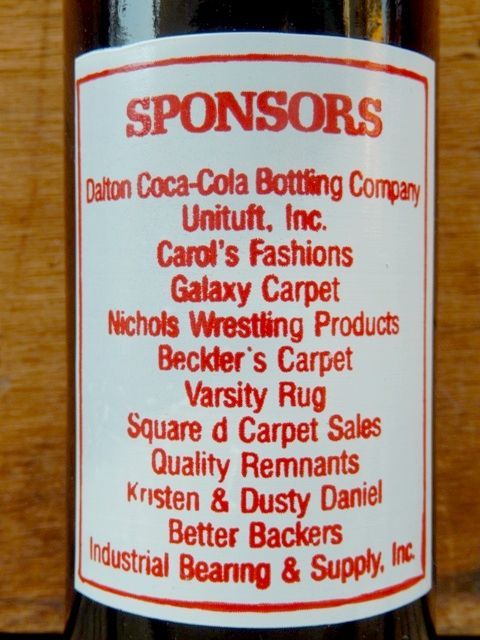 SPONSORS
Dalton Coca-Cola Bottling Company
Unituft, Inc.
Carol's Fashions
Galaxy Carpet
Nichols Wrestling Products
Beckler's Carpet
Varsity Rug
Square d Carpet Sales
Quality Remnants
Kristen & Dusty Daniel
Better Backers
Industrial Bearing & Supply, Inc.